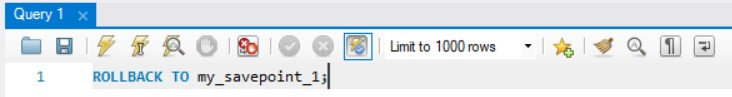 Query 1
Limit to 1000 rows
1 ROLLBACK TO my_savepoint_1;